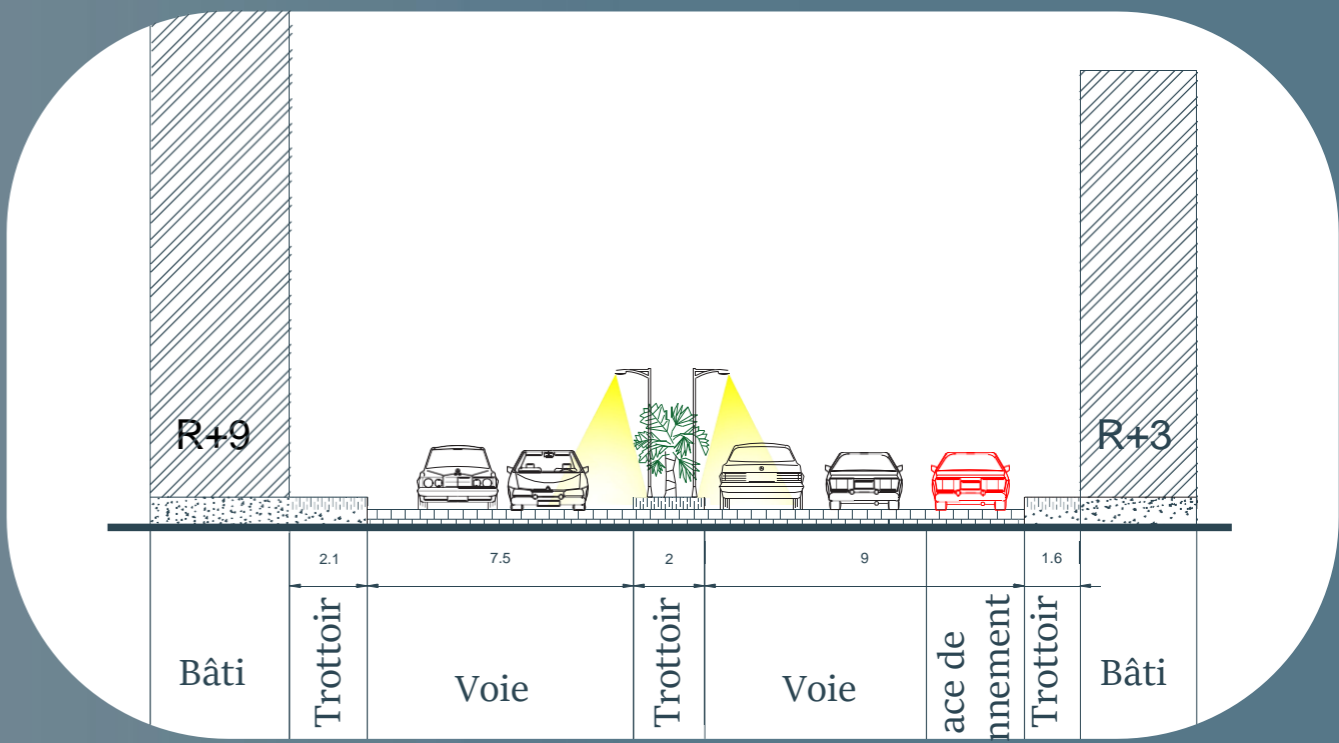 R+9
R+3
2.1
7.5
2
9
1.6
Bâti
Trottoir
Voie
Trottoir
Voie
ace de
nnement
Trottoir
Bâti